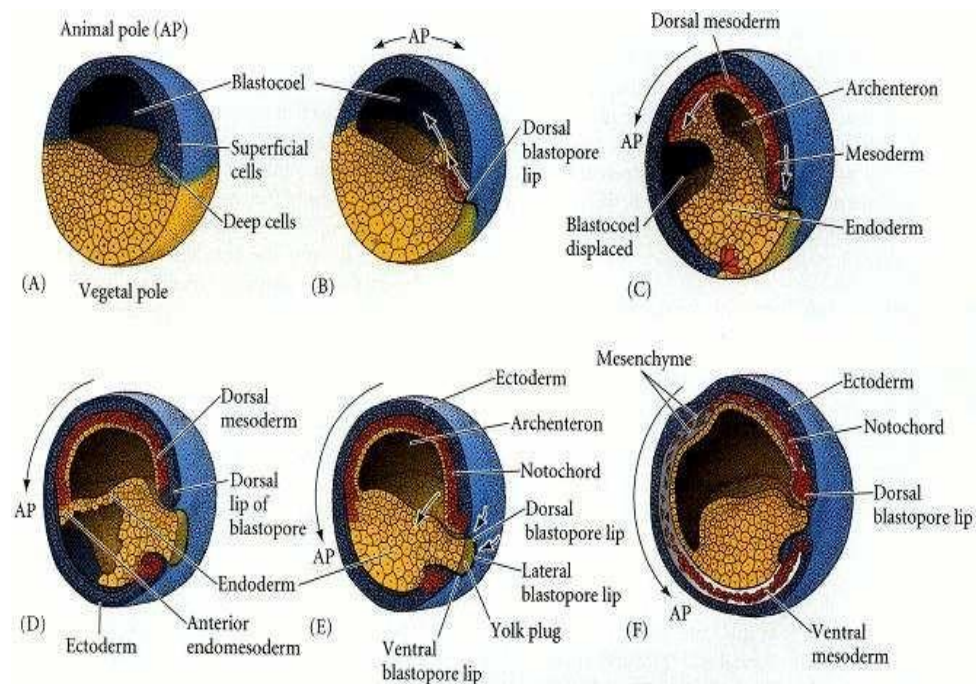 Animal pole (AP)
Blastocoel
Superficial
cells
Deep cells
(A)
Vegetal pole
AP
Dorsal
blastopore
lip
(B)
Dorsal mesoderm
Archenteron
AP
Mesoderm
Blastocoel
displaced
Endoderm
(C)
Dorsal
mesoderm
Dorsal
lip of
blastopore
AP
Endoderm
(D)
Ectoderm
Anterior
endomesoderm
Ectoderm
Archenteron
Notochord
Dorsal
blastopore lip
AP
Lateral
blastopore lip
(E)
Yolk plug
Ventral
blastopore lip
Mesenchyme
Ectoderm
Notochord
Dorsal
blastopore lip
AP
(F)
Ventral
mesoderm